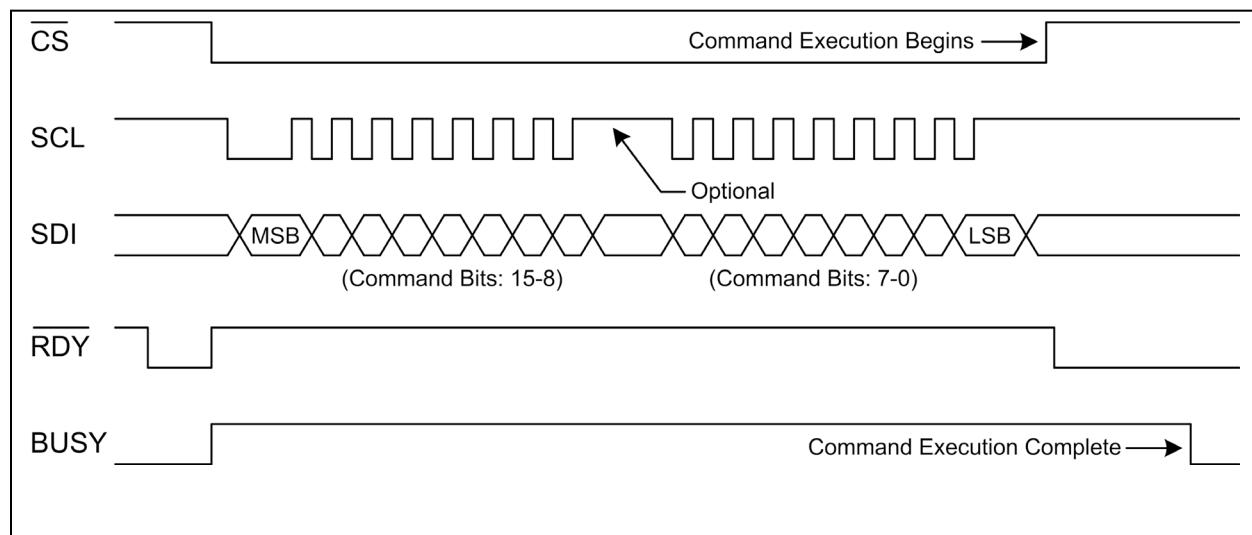 CS
Command Execution Begins
SCL
Optional
SDI
MSB
LSB
(Command Bits: 15-8)
(Command Bits: 7-0)
RDY
BUSY
Command Execution Complete